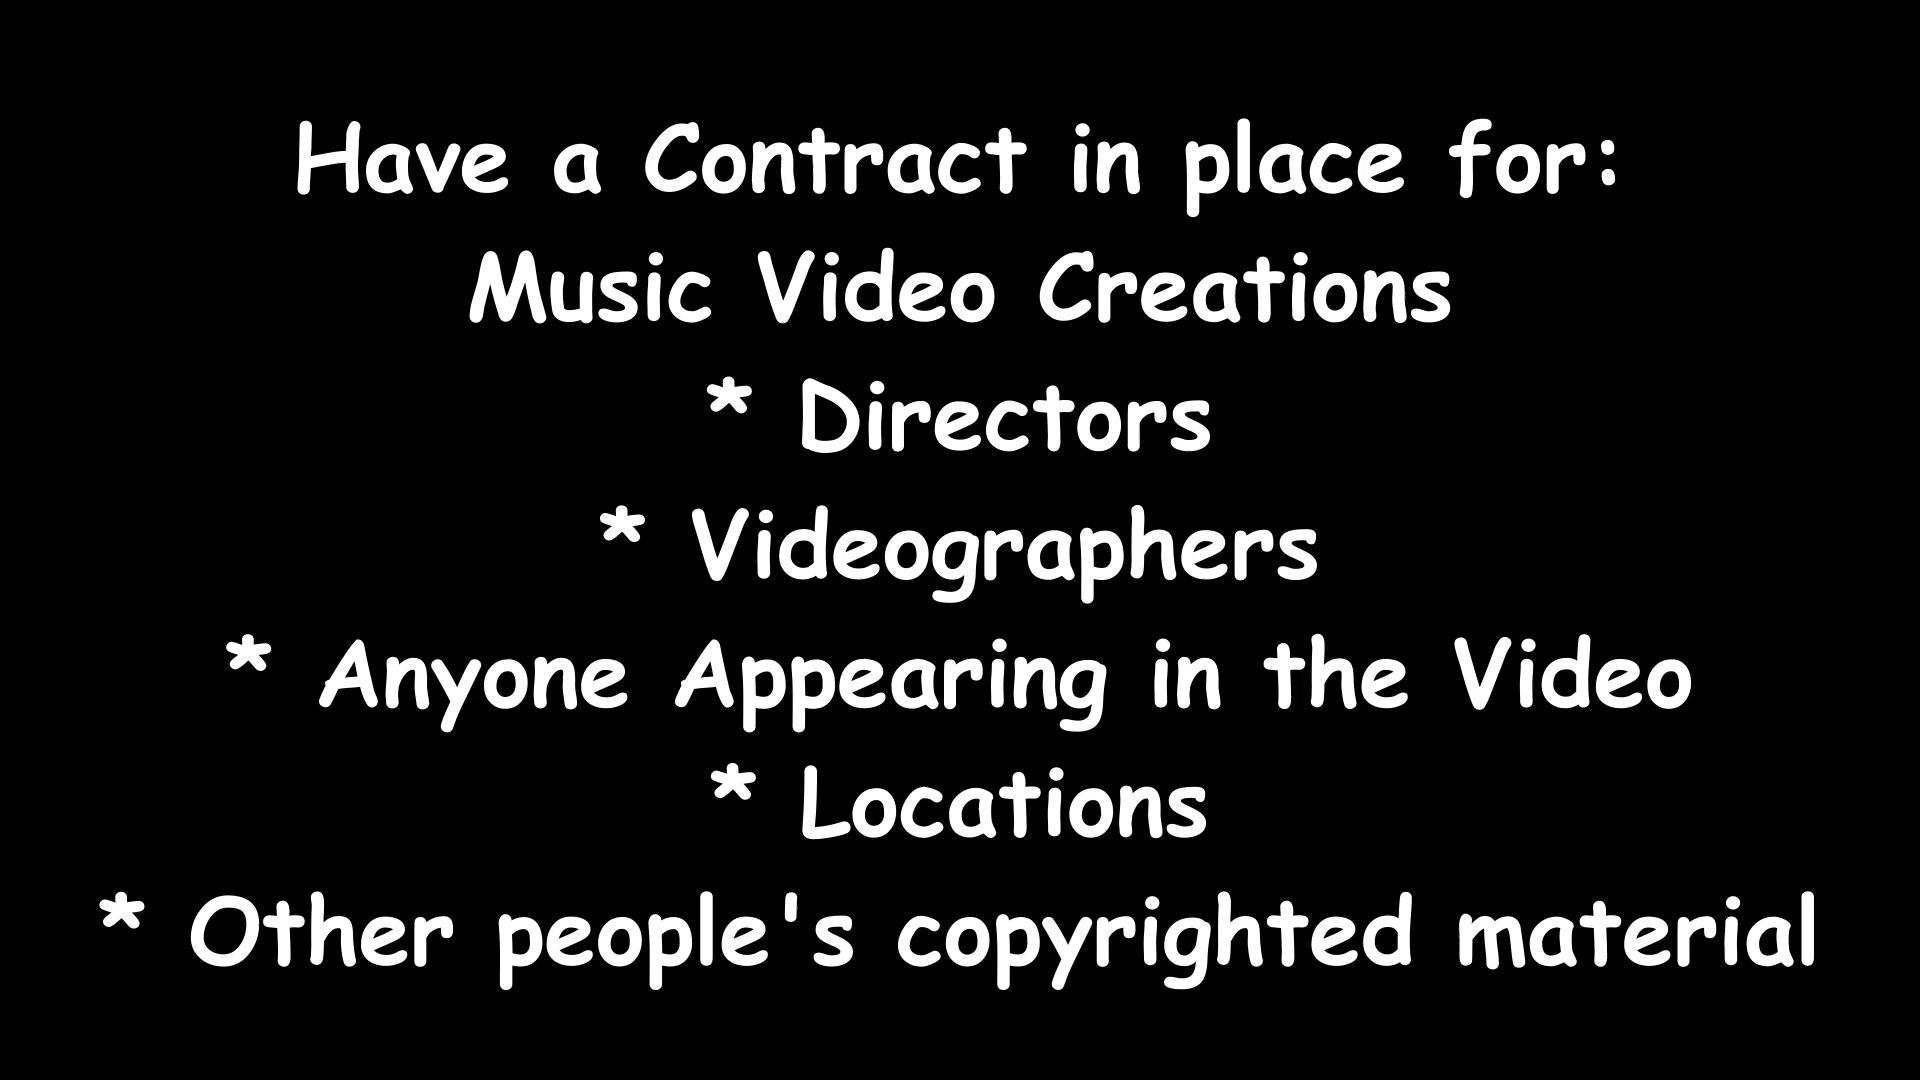 Have a Contract in place for:
Music Video Creations
* Directors
* Videographers
* Anyone Appearing in the Video
* Locations
* Other people's copyrighted material